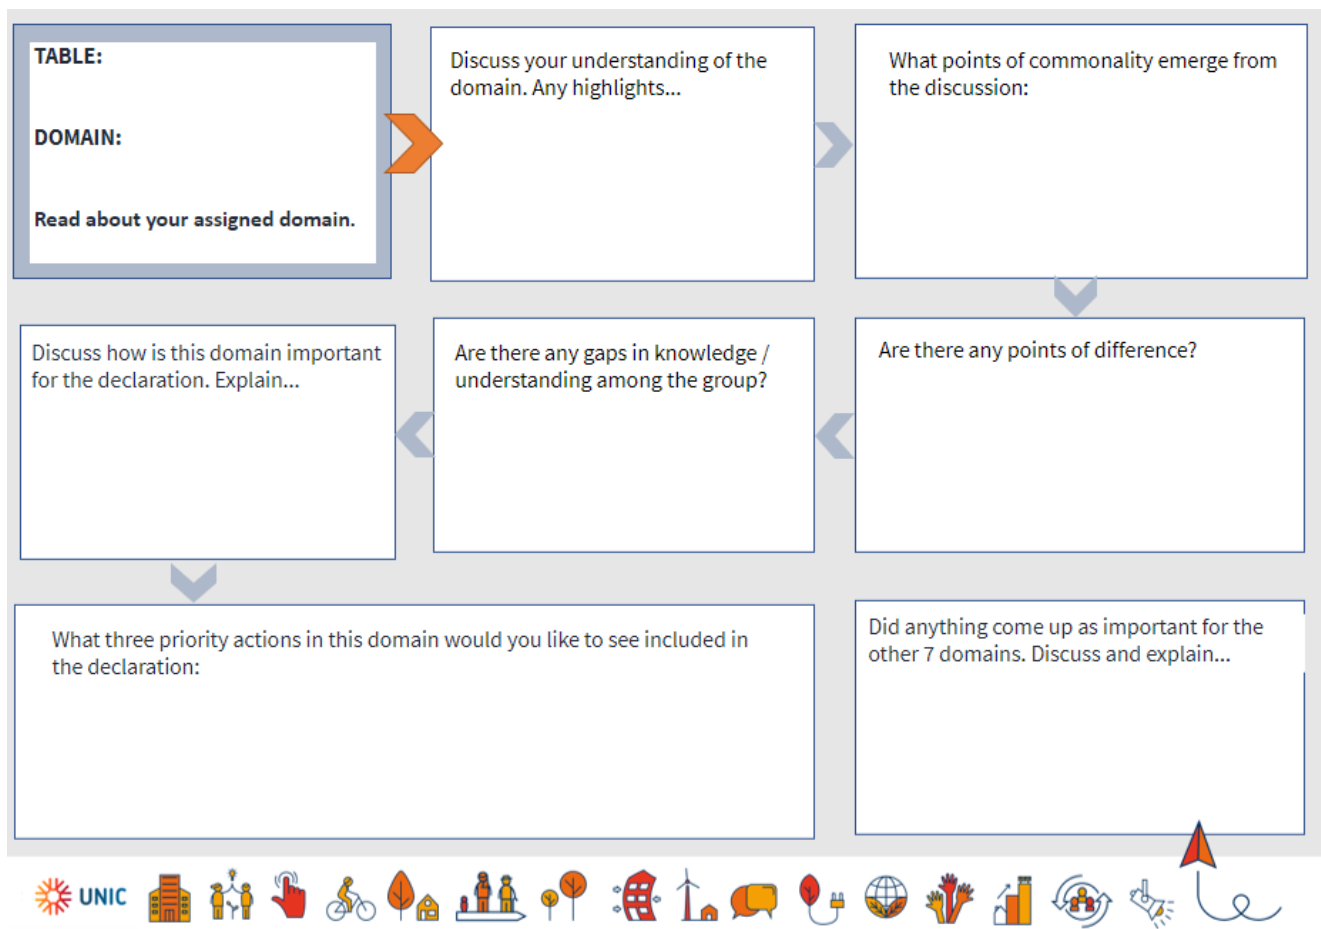 TABLE:
DOMAIN:
Read about your assigned domain.
Discuss your understanding of the
domain. Any highlights...
What points of commonality emerge from
the discussion:
Are there any points of difference?
Are there any gaps in knowledge /
understanding among the group?
Discuss how is this domain important
for the declaration. Explain...
What three priority actions in this domain would you like to see included in
the declaration:
Did anything come up as important for the
other 7 domains. Discuss and explain...
UNIC